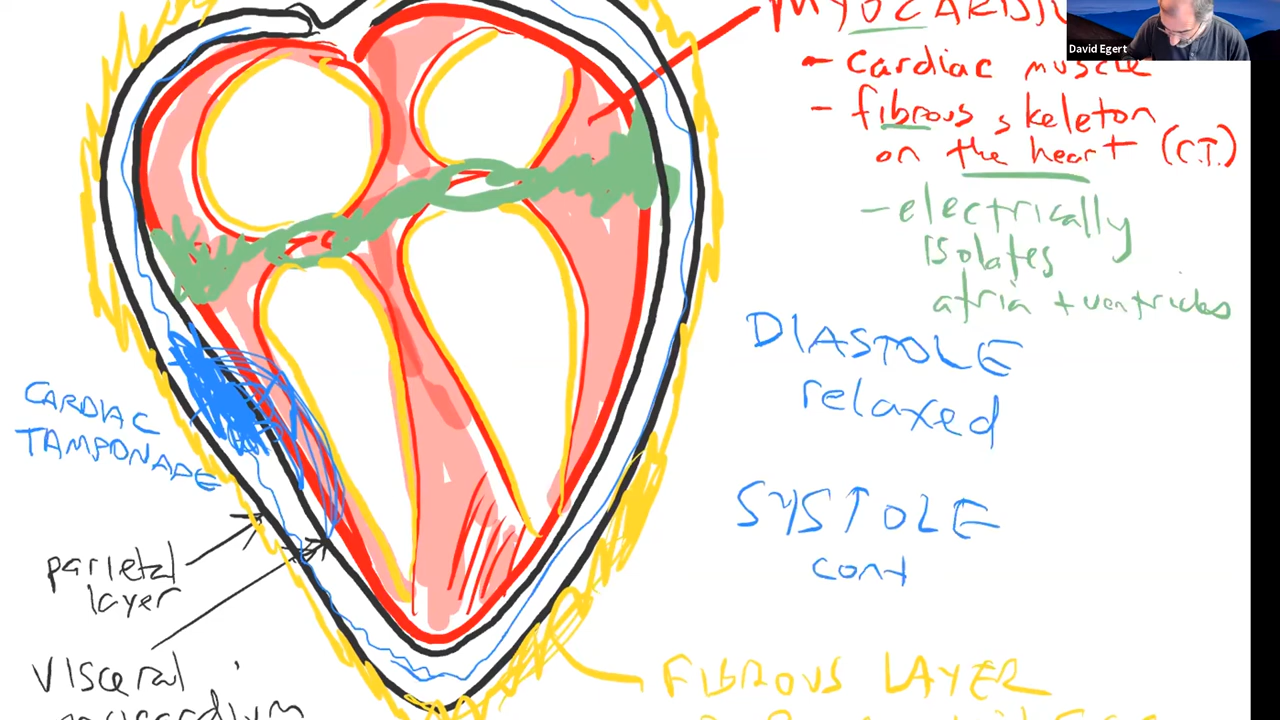 MYOCARDIU
David Egert
- cardiac muscle
- fibrous skeleton
on the heart (C.T.)
- electrically
isolates
atria + ventricles
DIASTOLE
relaxed
CARDIAC
TAMPONADE
SYSTOLE
cont
parietal
layer
visceral
FIBROUS LAYER